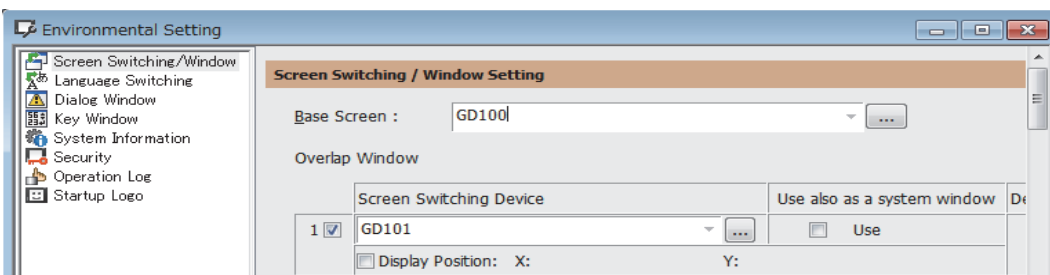 Environmental Setting
Screen Switching/Window
Language Switching
Dialog Window
Key Window
System Information
Security
Operation Log
Startup Logo
Screen Switching / Window Setting
Base Screen : GD100 ...
Overlap Window
Screen Switching Device Use also as a system window De
1 GD101 ... Use
Display Position: X: Y: